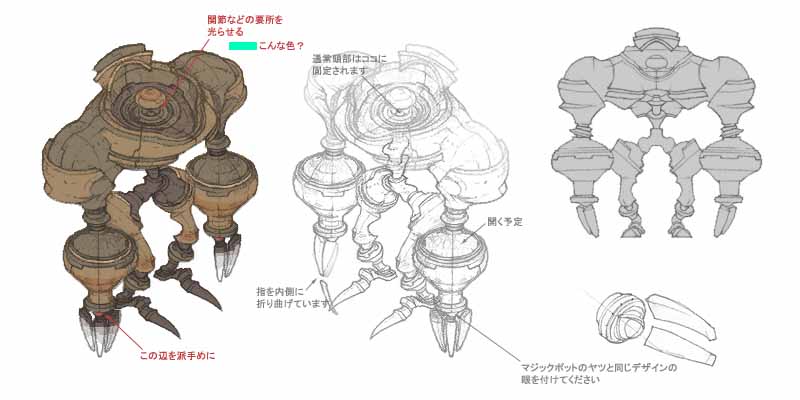 関節などの要所を
光らせる
こんな色？
通常頭部はココに
固定されます
開く予定
指を内側に
折り曲げています
この辺を派手めに
マジックポットのヤツと同じデザインの
眼を付けてください